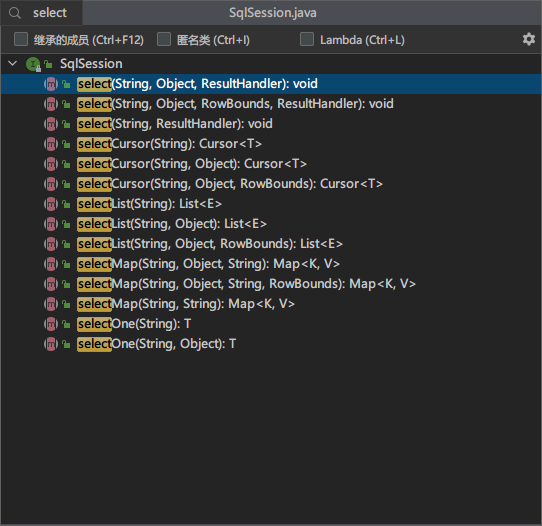 select SqlSession.java
继承的成员 (Ctrl+F12) 匿名类 (Ctrl+I) Lambda (Ctrl+L)
SqlSession
select(String, Object, ResultHandler): void
select(String, Object, RowBounds, ResultHandler): void
select(String, ResultHandler): void
selectCursor(String): Cursor<T>
selectCursor(String, Object): Cursor<T>
selectCursor(String, Object, RowBounds): Cursor<T>
selectList(String): List<E>
selectList(String, Object): List<E>
selectList(String, Object, RowBounds): List<E>
selectMap(String, Object, String): Map<K, V>
selectMap(String, Object, String, RowBounds): Map<K, V>
selectMap(String, String): Map<K, V>
selectOne(String): T
selectOne(String, Object): T